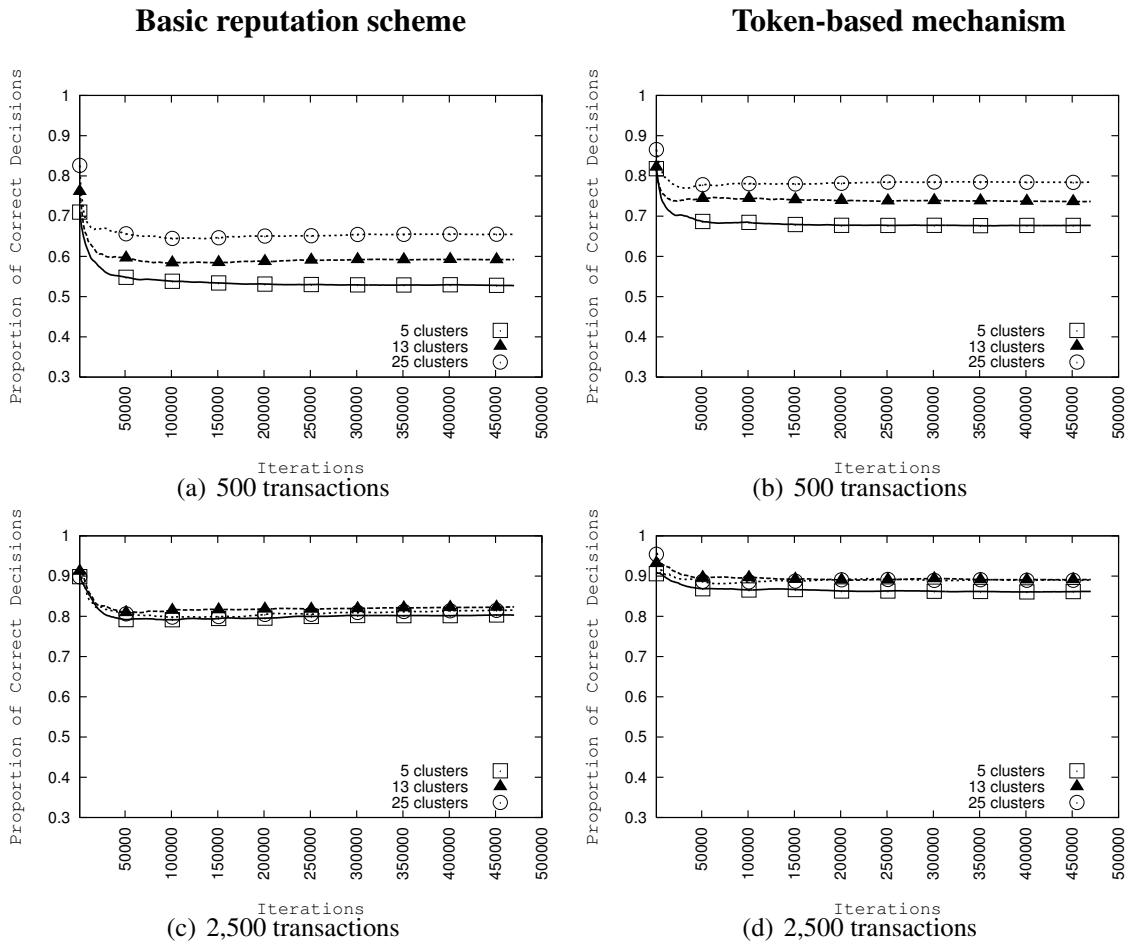 Basic reputation scheme
Token-based mechanism
Proportion of Correct Decisions
1
0.9
0.8
0.7
0.6
0.5
0.4
0.3
5 clusters
13 clusters
25 clusters
50000
100000
150000
200000
250000
300000
350000
400000
450000
500000
Iterations
(a) 500 transactions
Proportion of Correct Decisions
1
0.9
0.8
0.7
0.6
0.5
0.4
0.3
5 clusters
13 clusters
25 clusters
50000
100000
150000
200000
250000
300000
350000
400000
450000
500000
Iterations
(b) 500 transactions
Proportion of Correct Decisions
1
0.9
0.8
0.7
0.6
0.5
0.4
0.3
5 clusters
13 clusters
25 clusters
50000
100000
150000
200000
250000
300000
350000
400000
450000
500000
Iterations
(c) 2,500 transactions
Proportion of Correct Decisions
1
0.9
0.8
0.7
0.6
0.5
0.4
0.3
5 clusters
13 clusters
25 clusters
50000
100000
150000
200000
250000
300000
350000
400000
450000
500000
Iterations
(d) 2,500 transactions